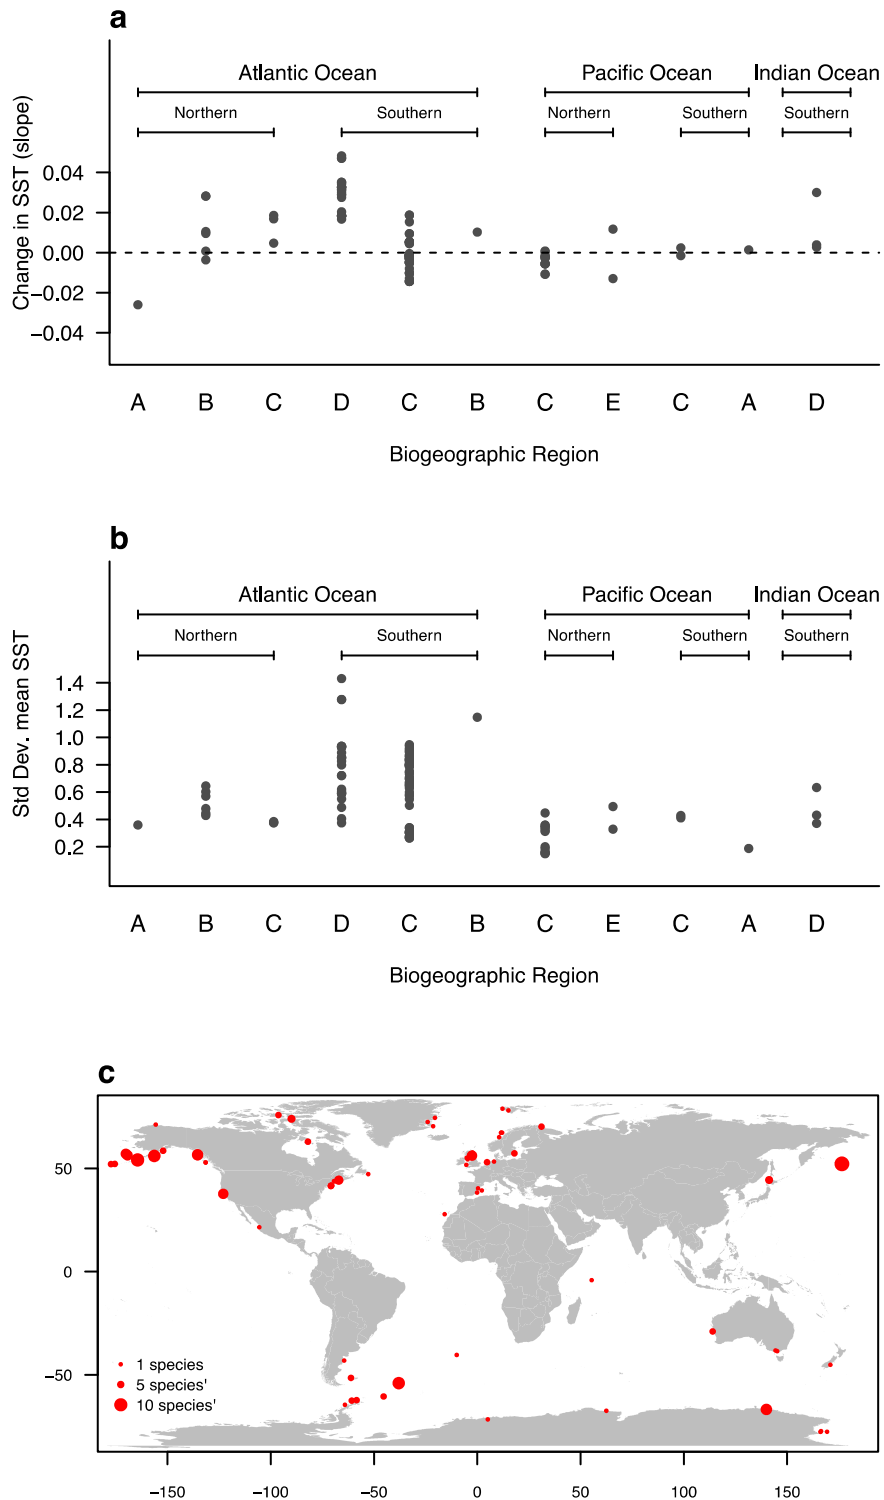 a
Atlantic Ocean Pacific Ocean Indian Ocean
Northern Southern Northern Southern Southern
Change in SST (slope)
0.04
0.02
0.00
−0.02
−0.04
A B C D C B C E C A D
Biogeographic Region
b
Atlantic Ocean Pacific Ocean Indian Ocean
Northern Southern Northern Southern Southern
Std Dev. mean SST
1.4
1.2
1.0
0.8
0.6
0.4
0.2
A B C D C B C E C A D
Biogeographic Region
c
50
0
−50
1 species
5 species'
10 species'
−150 −100 −50 0 50 100 150